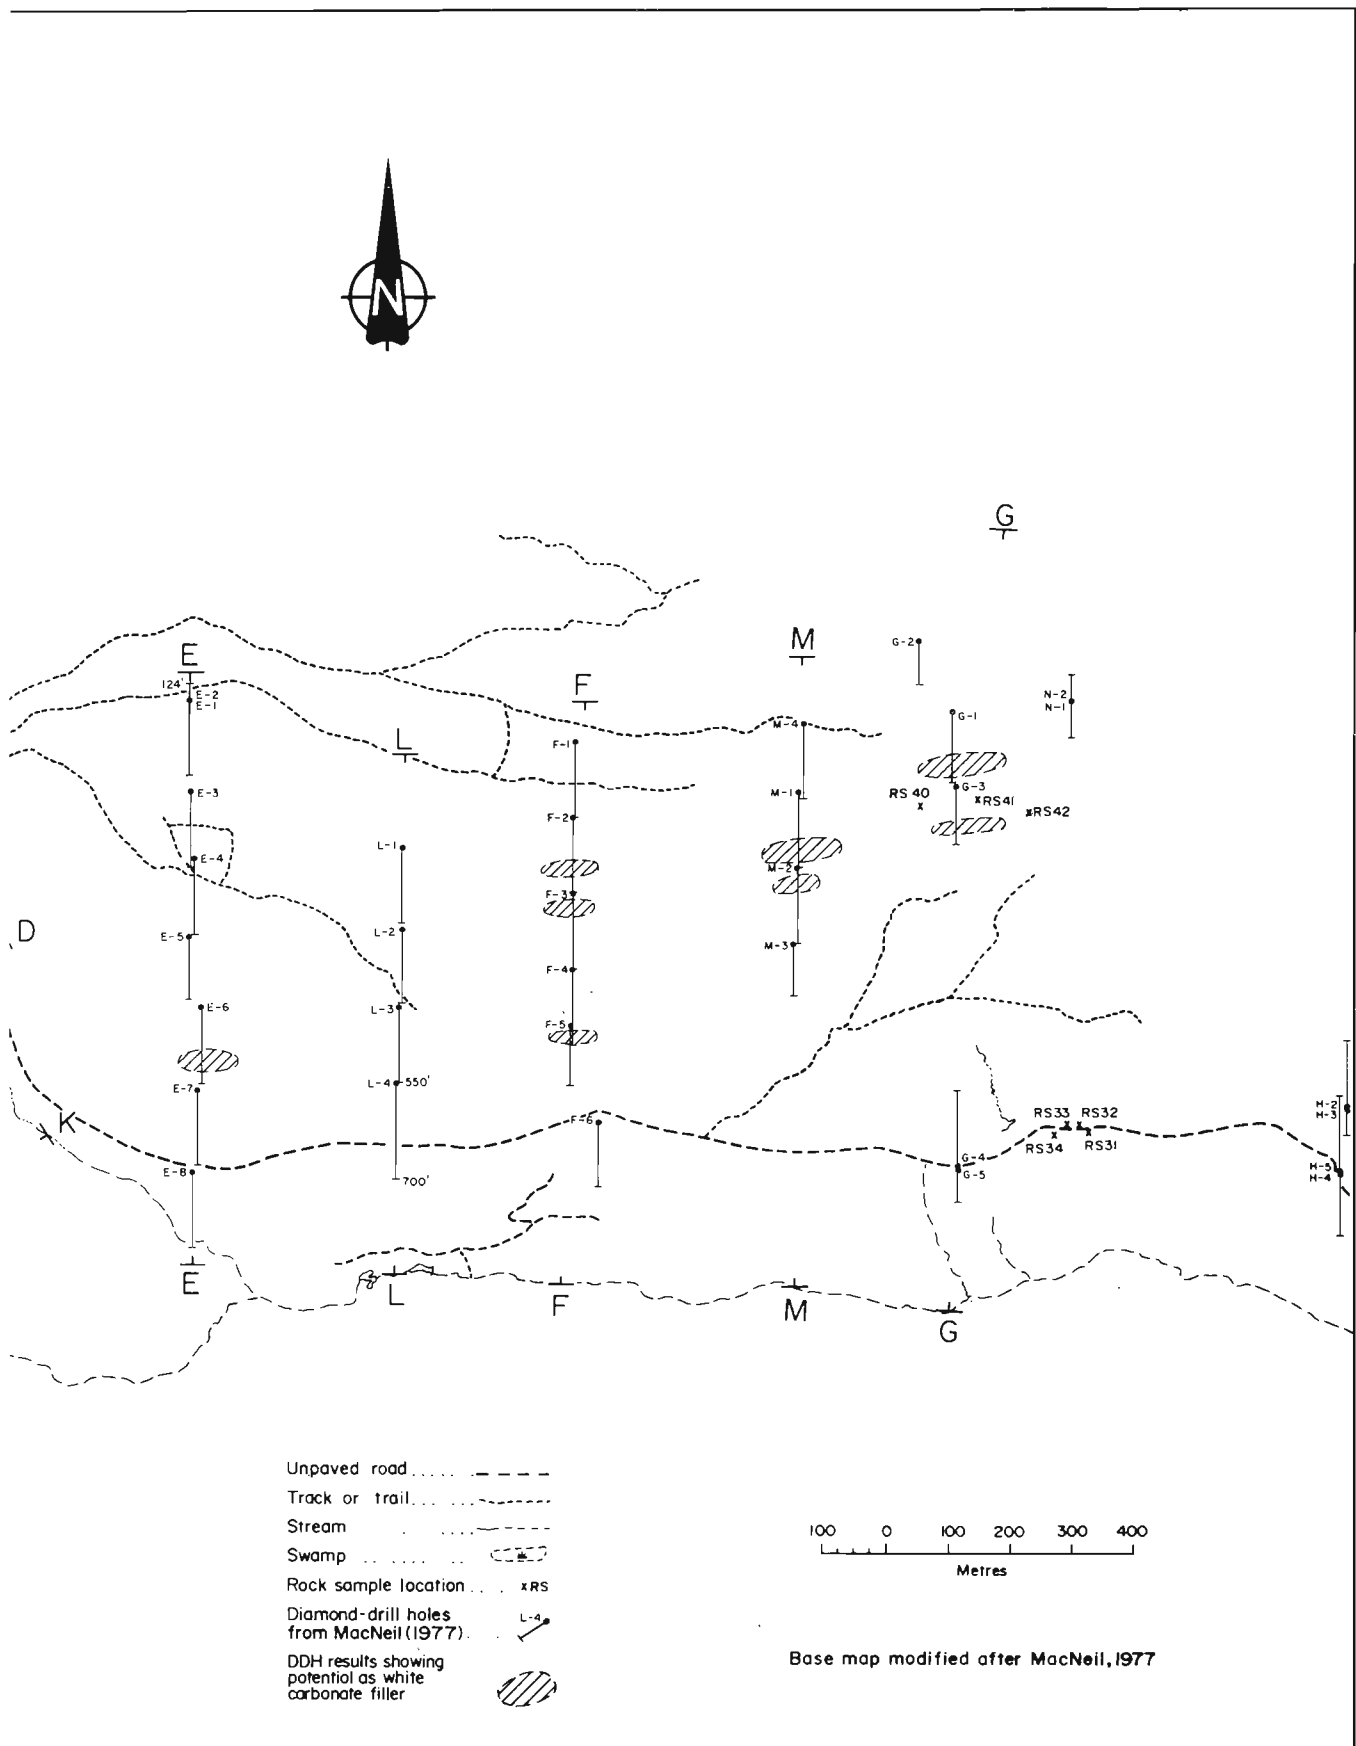 N
G
M
G-2
E
124'
E-2
E-1
F
N-2
N-1
G-1
M-4
L
F-1
E-3
M-1
G-3
RS 40
RS41
RS42
F-2
L-1
E-4
M-2
F-3
D
L-2
E-5
M-3
F-4
E-6
L-3
F-5
L-4
550'
E-7
K
F-6
RS33
RS32
RS34
RS31
H-2
H-3
E-8
700'
G-4
G-5
H-5
H-4
E
L
F
M
G
Unpaved road .....
Track or trail... . ...
Stream . ....
Swamp .. ..... ..
Rock sample location . . . xRS
Diamond-drill holes L-4
from MacNeil (1977).
DDH results showing
potential as white
carbonate filler
100 0 100 200 300 400
Metres
Base map modified after MacNeil, 1977